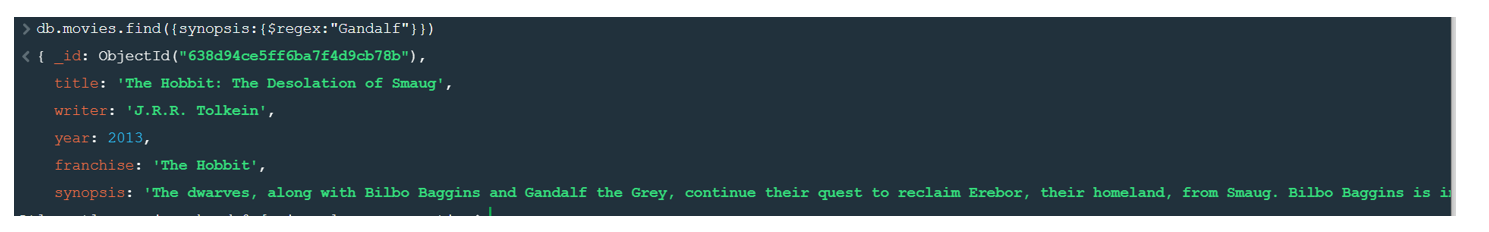 > db.movies.find({synopsis:{$regex:"Gandalf"}})
< { _id: ObjectId("638d94ce5ff6ba7f4d9cb78b"),
title: 'The Hobbit: The Desolation of Smaug',
writer: 'J.R.R. Tolkein',
year: 2013,
franchise: 'The Hobbit',
synopsis: 'The dwarves, along with Bilbo Baggins and Gandalf the Grey, continue their quest to reclaim Erebor, their homeland, from Smaug. Bilbo Baggins is